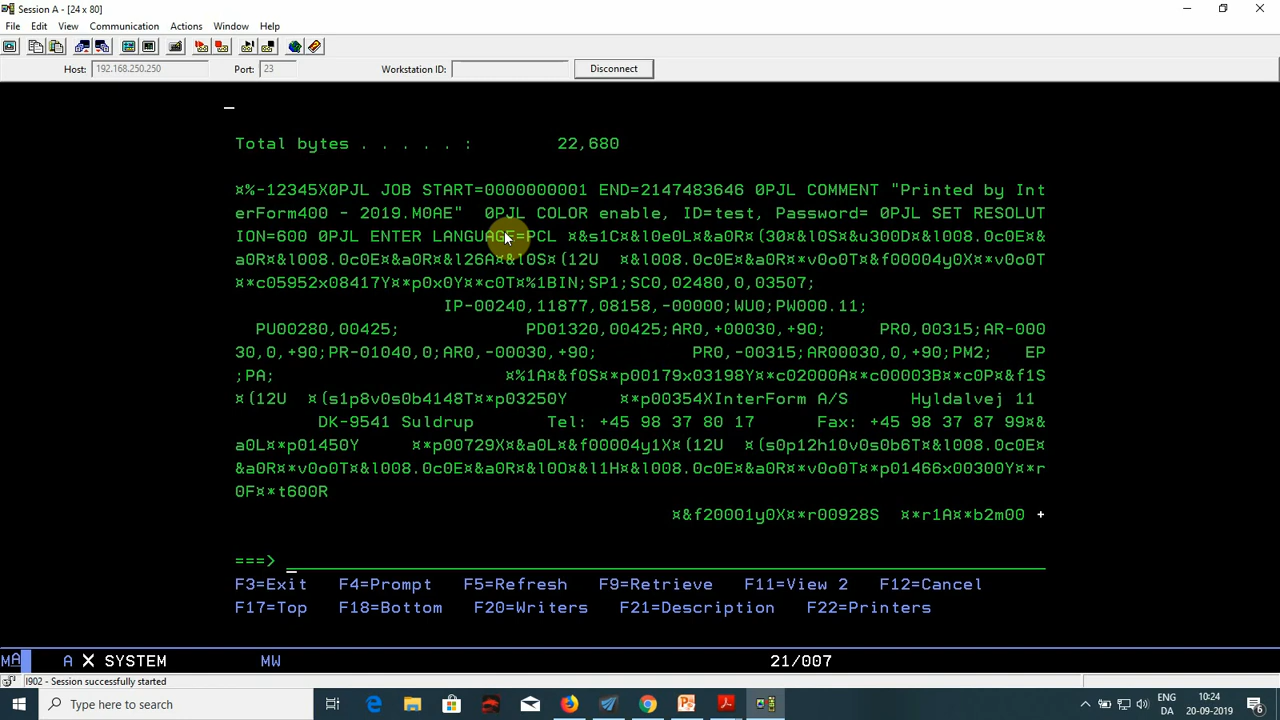 Session A - [24 x 80]
File Edit View Communication Actions Window Help
Host: 192.168.250.250 Port: 23 Workstation ID: Disconnect
Total bytes . . . . . : 22,680
¤%-12345X0PJL JOB START=0000000001 END=2147483646 0PJL COMMENT "Printed by Int
erForm400 - 2019.M0AE" 0PJL COLOR enable, ID=test, Password= 0PJL SET RESOLUT
ION=600 0PJL ENTER LANGUAGE=PCL ¤&s1C¤&l0e0L¤&a0R¤(30¤&l0S¤&u300D¤&l008.0c0E¤&
a0R¤&l008.0c0E¤&a0R¤&l26A¤&l0S¤(12U ¤&l008.0c0E¤&a0R¤*v0o0T¤&f00004y0X¤*v0o0T
¤*c05952x08417Y¤*p0x0Y¤*c0T¤%1BIN;SP1;SC0,02480,0,03507;
IP-00240,11877,08158,-00000;WU0;PW000.11;
PU00280,00425; PD01320,00425;AR0,+00030,+90; PR0,00315;AR-000
30,0,+90;PR-01040,0;AR0,-00030,+90; PR0,-00315;AR00030,0,+90;PM2; EP
;PA; ¤%1A¤&f0S¤*p00179x03198Y¤*c02000A¤*c00003B¤*c0P¤&f1S
¤(12U ¤(s1p8v0s0b4148T¤*p03250Y ¤*p00354XInterForm A/S Hyldalvej 11
DK-9541 Suldrup Tel: +45 98 37 80 17 Fax: +45 98 37 87 99¤&
a0L¤*p01450Y ¤*p00729X¤&a0L¤&f00004y1X¤(12U ¤(s0p12h10v0s0b6T¤&l008.0c0E¤
&a0R¤*v0o0T¤&l008.0c0E¤&a0R¤&l0O¤&l1H¤&l008.0c0E¤&a0R¤*v0o0T¤*p01466x00300Y¤*r
0F¤*t600R
¤&f20001y0X¤*r00928S ¤*r1A¤*b2m00 +
===>
F3=Exit F4=Prompt F5=Refresh F9=Retrieve F11=View 2 F12=Cancel
F17=Top F18=Bottom F20=Writers F21=Description F22=Printers
MA A X SYSTEM MW 21/007
I902 - Session successfully started
Type here to search
ENG 10:24
DA 20-09-2019
6